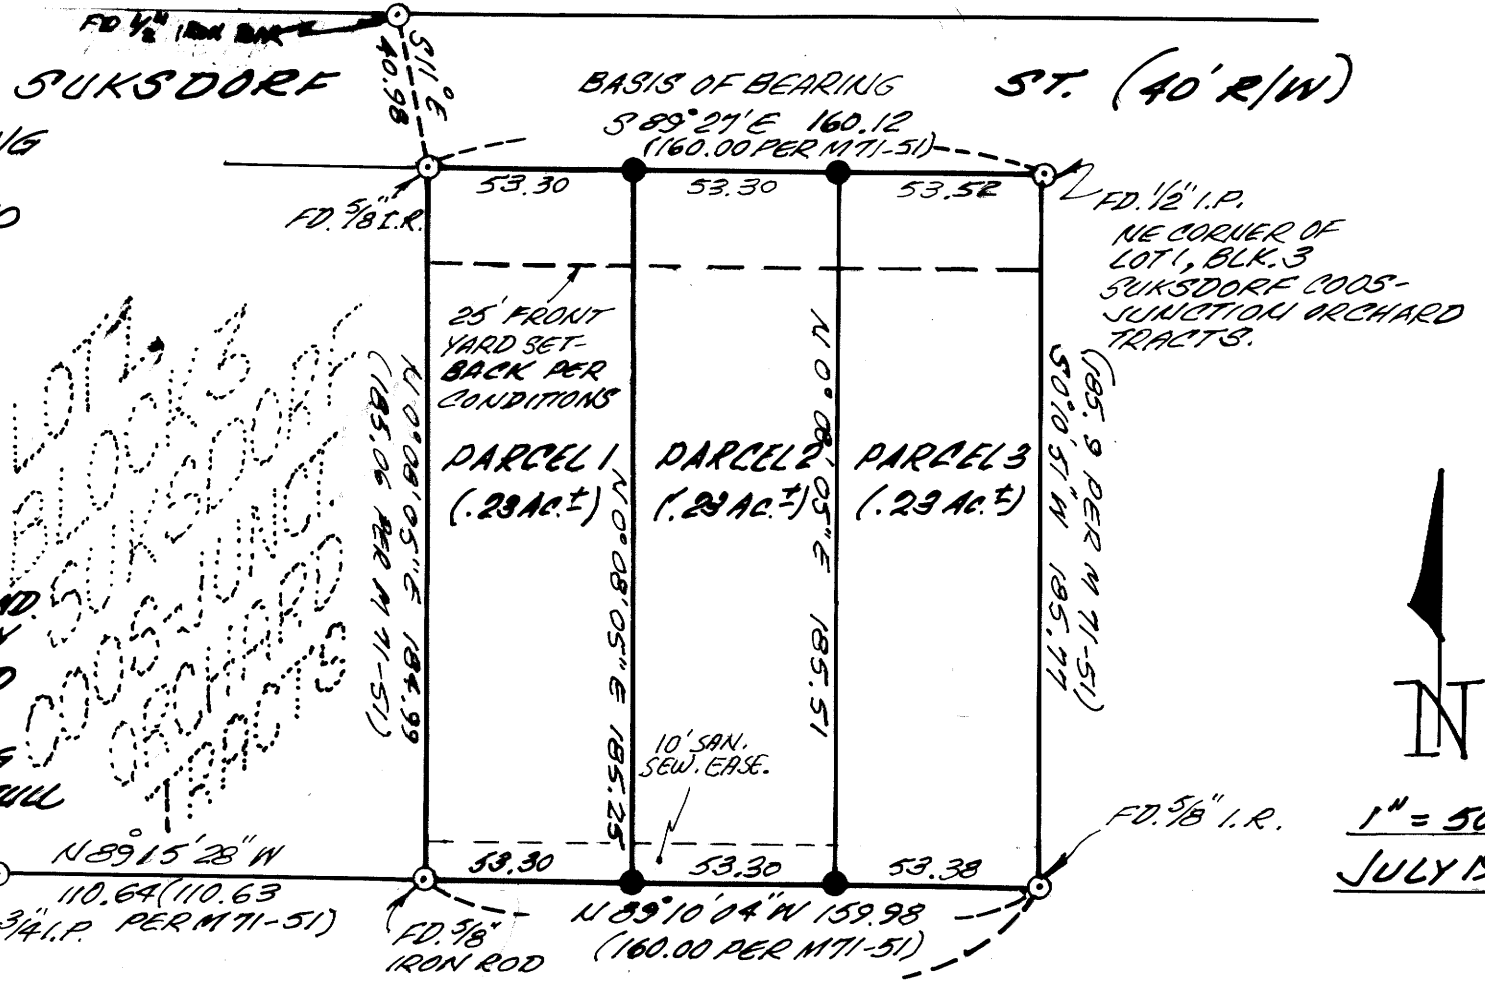 FD 1/2" IRON BAR
S11°E
40.98
SUKSDORF
ST. (40' R/W)
BASIS OF BEARING
S 89°27'E 160.12
(160.00 PER M71-51)
53.30
53.30
53.52
FD. 5/8" I.R.
FD. 1/2" I.P.
NE CORNER OF
LOT 1, BLK. 3
SUKSDORF COOS-
JUNCTION ORCHARD
TRACTS.
25' FRONT
YARD SET-
BACK PER
CONDITIONS
LOT 1
BLOCK 3
SUKSDORF
COOS-JUNCT.
ORCHARD
TRACTS
N 0°08'05"E 184.99
(185.06 PER M 71-51)
PARCEL 1
(.23 AC.±)
N 0°08'05"E 185.25
PARCEL 2
(.23 AC.±)
N 0°08'05"E 185.51
PARCEL 3
(.23 AC.±)
S 0°10'51"W 185.77
(185.9 PER M 71-51)
10' SAN.
SEW. EASE.
N
1" = 50
JULY
N89°15'28"W
110.64(110.63
PER M71-51)
3/4 I.P.
53.30
53.30
53.38
FD. 5/8" I.R.
FD. 5/8"
IRON ROD
N 89°10'04"W 159.98
(160.00 PER M71-51)